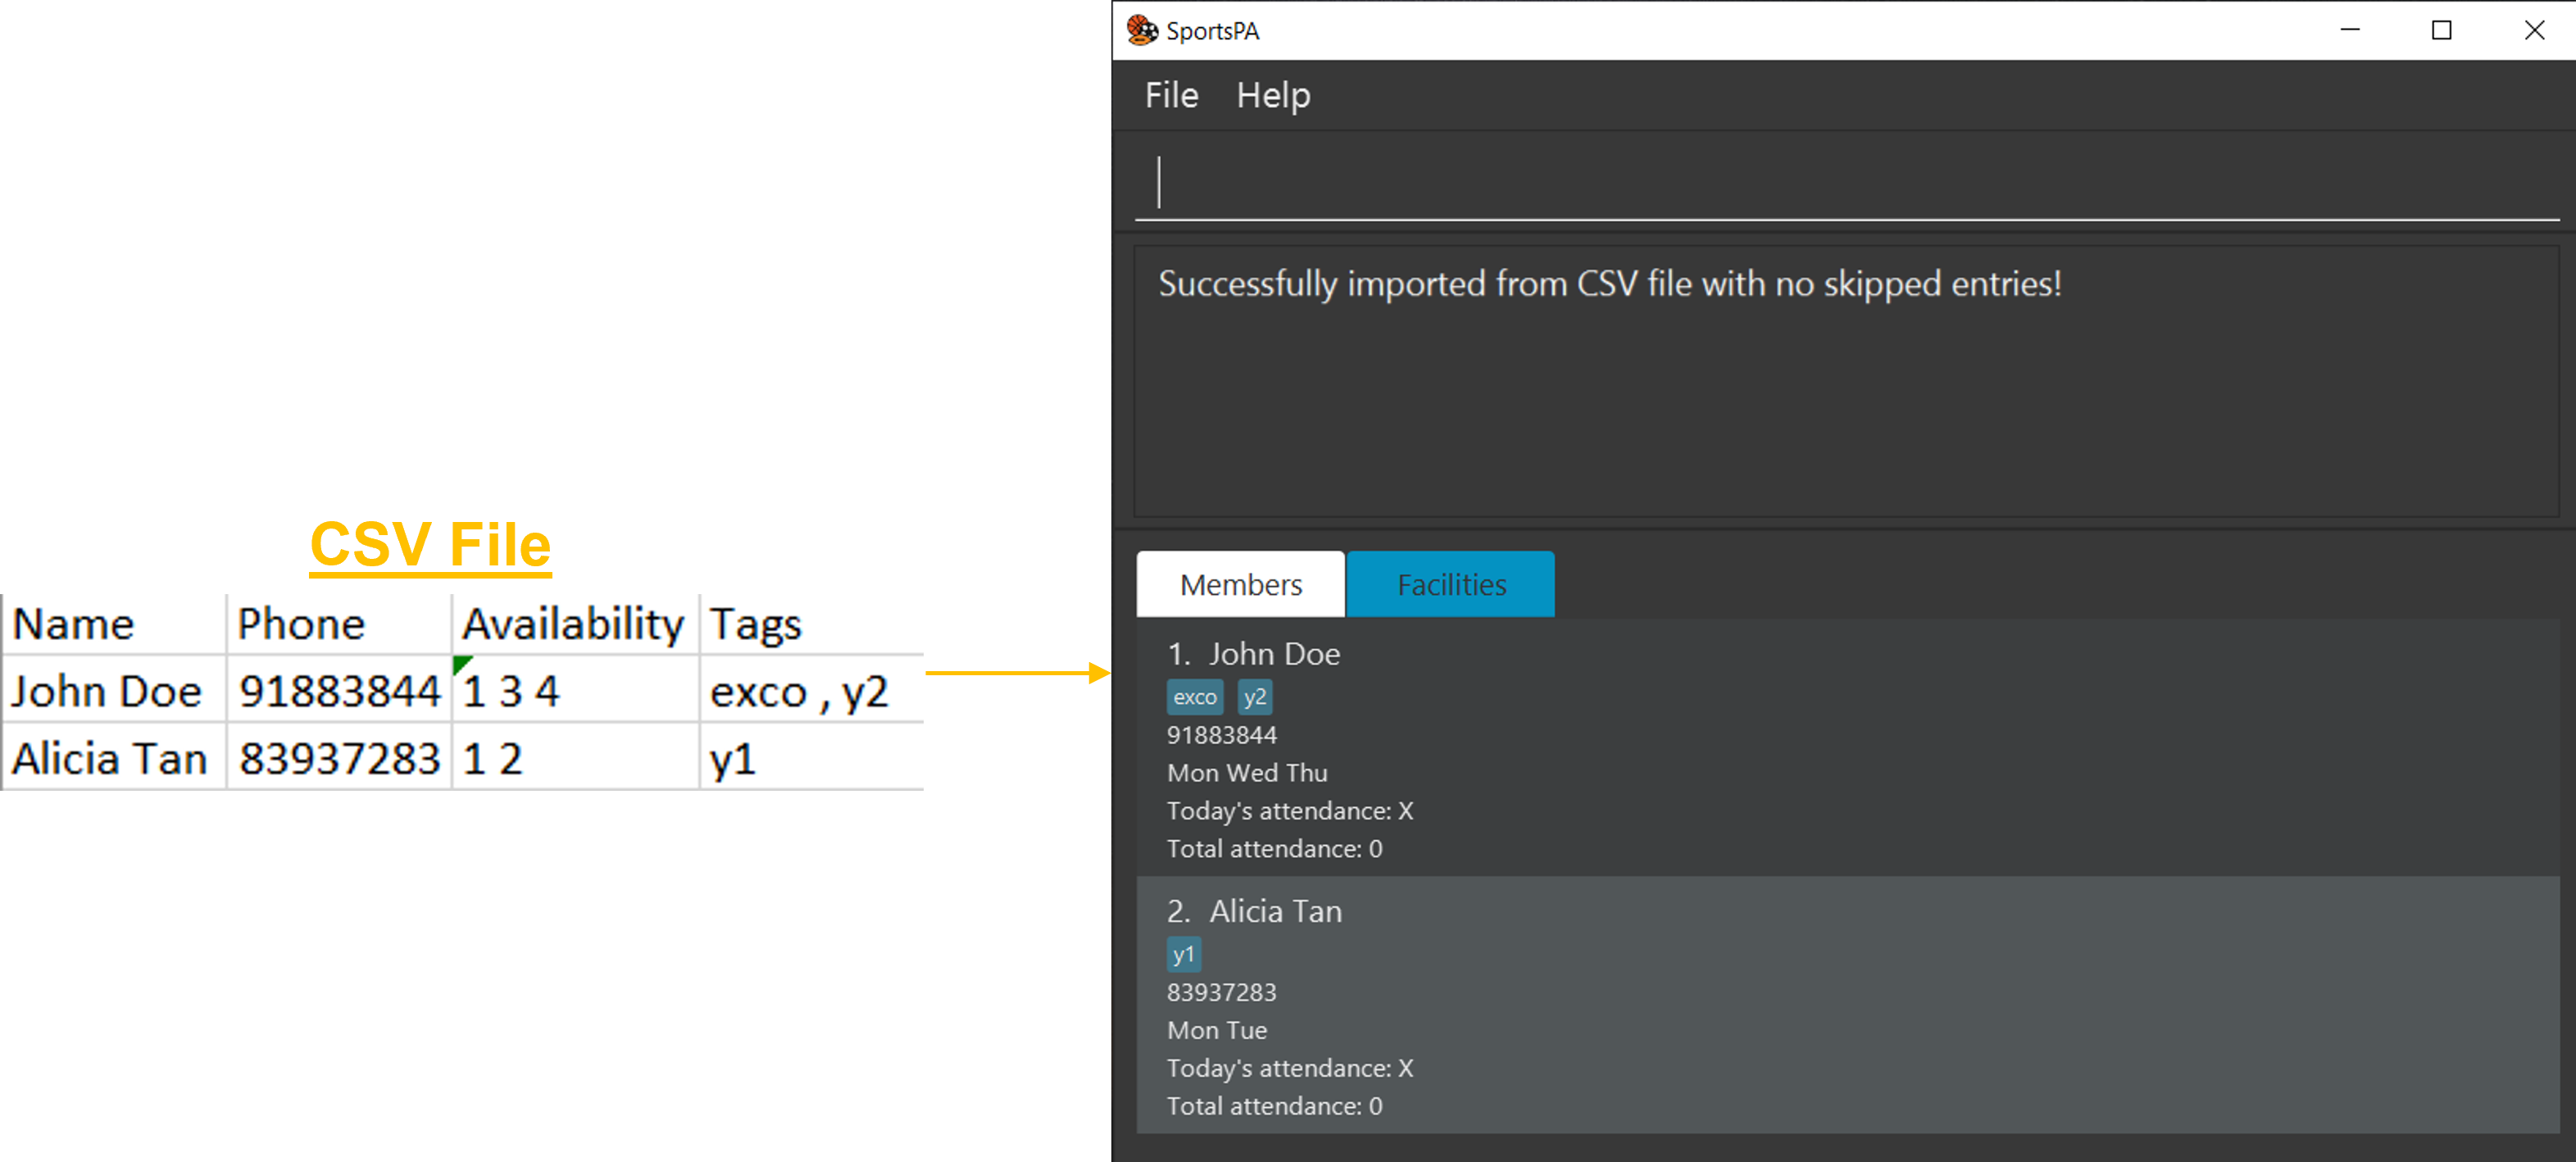 CSV File
Name Phone Availability Tags
John Doe 91883844 1 3 4 exco , y2
Alicia Tan 83937283 1 2 y1
SportsPA
File Help
Successfully imported from CSV file with no skipped entries!
Members Facilities
1. John Doe
exco y2
91883844
Mon Wed Thu
Today's attendance: X
Total attendance: 0
2. Alicia Tan
y1
83937283
Mon Tue
Today's attendance: X
Total attendance: 0